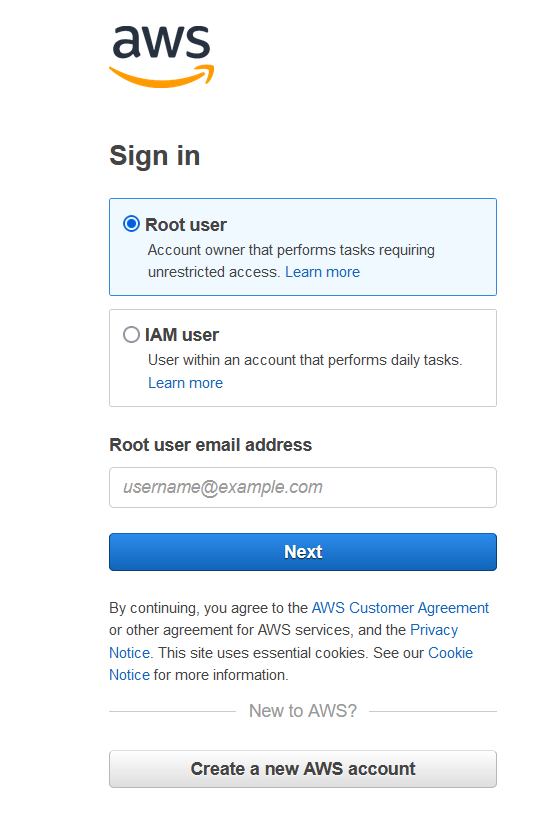 aws
Sign in
Root user
Account owner that performs tasks requiring
unrestricted access. Learn more
IAM user
User within an account that performs daily tasks.
Learn more
Root user email address
username@example.com
Next
By continuing, you agree to the AWS Customer Agreement
or other agreement for AWS services, and the Privacy
Notice. This site uses essential cookies. See our Cookie
Notice for more information.
New to AWS?
Create a new AWS account